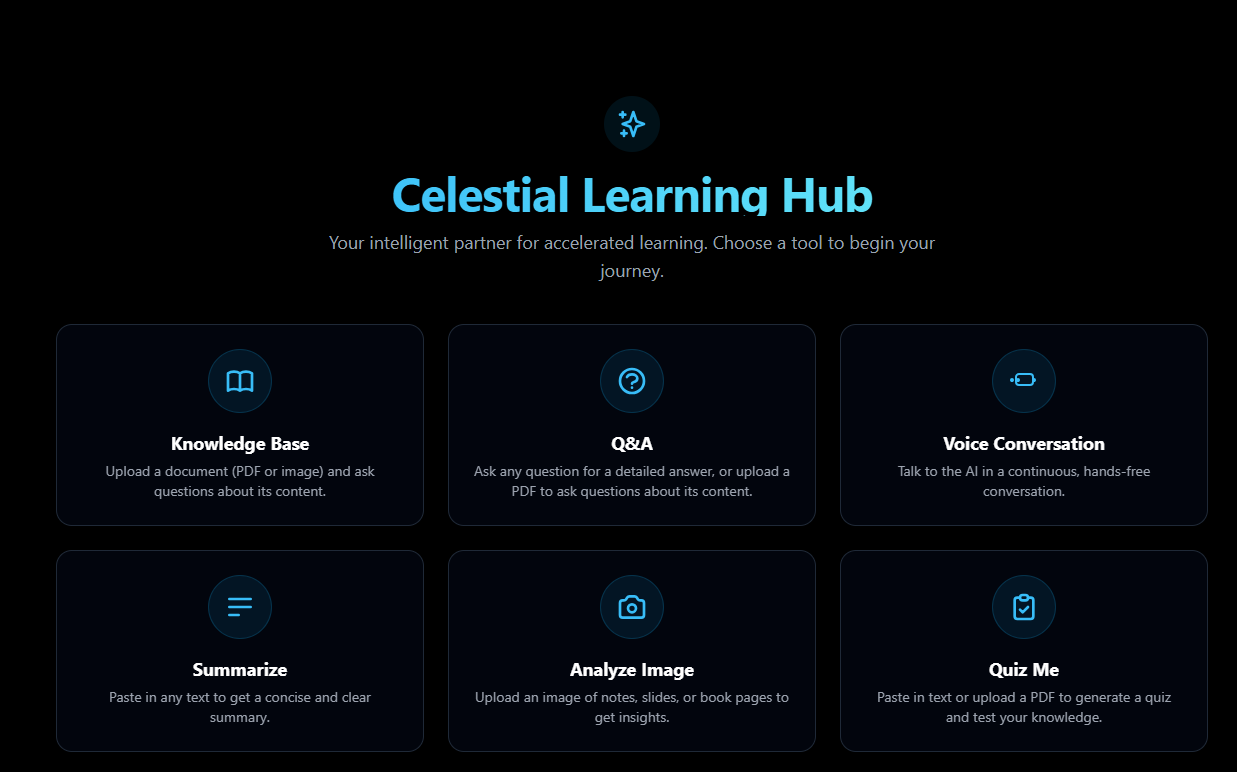 Celestial Learning Hub
Your intelligent partner for accelerated learning. Choose a tool to begin your
journey.
Knowledge Base
Upload a document (PDF or image) and ask
questions about its content.
Q&A
Ask any question for a detailed answer, or upload a
PDF to ask questions about its content.
Voice Conversation
Talk to the AI in a continuous, hands-free
conversation.
Summarize
Paste in any text to get a concise and clear
summary.
Analyze Image
Upload an image of notes, slides, or book pages to
get insights.
Quiz Me
Paste in text or upload a PDF to generate a quiz
and test your knowledge.